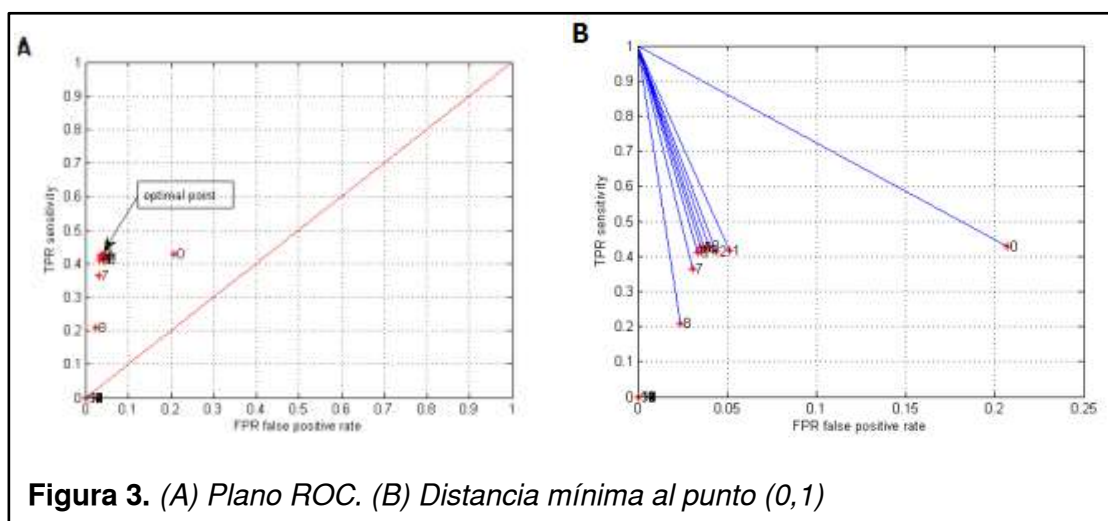 A
1
0.9
0.8
0.7
0.6
0.5
0.4
0.3
0.2
0.1
0
TPR sensitivity
optimal point
0
7
8
0 0.1 0.2 0.3 0.4 0.5 0.6 0.7 0.8 0.9 1
FPR false positive rate
B
1
0.9
0.8
0.7
0.6
0.5
0.4
0.3
0.2
0.1
0
TPR sensitivity
2 1
0
7
8
0 0.05 0.1 0.15 0.2 0.25
FPR false positive rate
Figura 3. (A) Plano ROC. (B) Distancia mínima al punto (0,1)